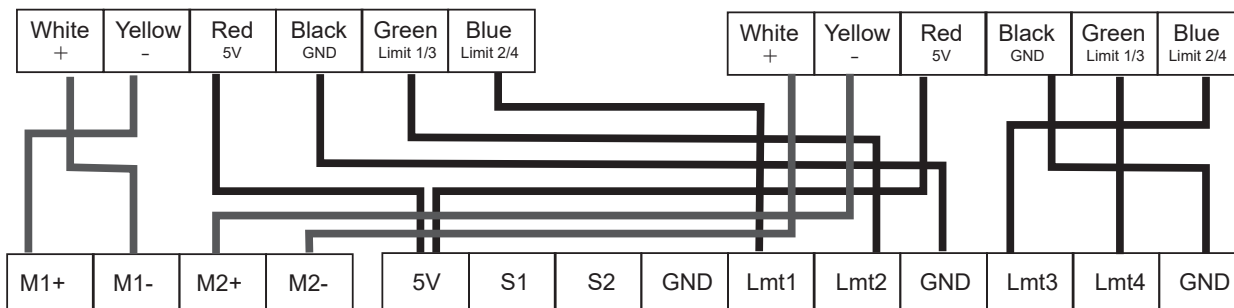 White Yellow Red Black Green Blue
+ - 5V GND Limit 1/3 Limit 2/4
White Yellow Red Black Green Blue
+ - 5V GND Limit 1/3 Limit 2/4
M1+ M1- M2+ M2- 5V S1 S2 GND Lmt1 Lmt2 GND Lmt3 Lmt4 GND